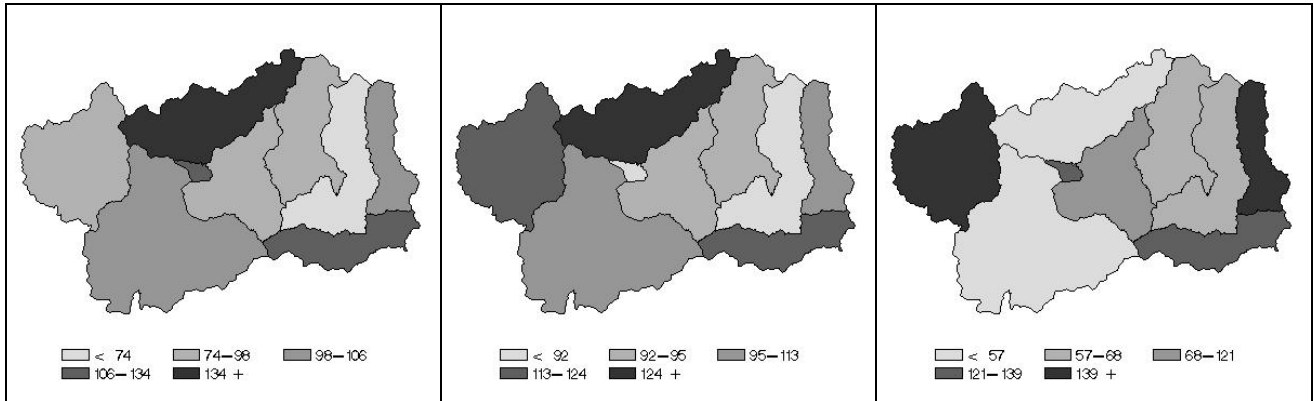 < 74 74–98 98–106
106–134 134 +
< 92 92–95 95–113
113–124 124 +
< 57 57–68 68–121
121–139 139 +